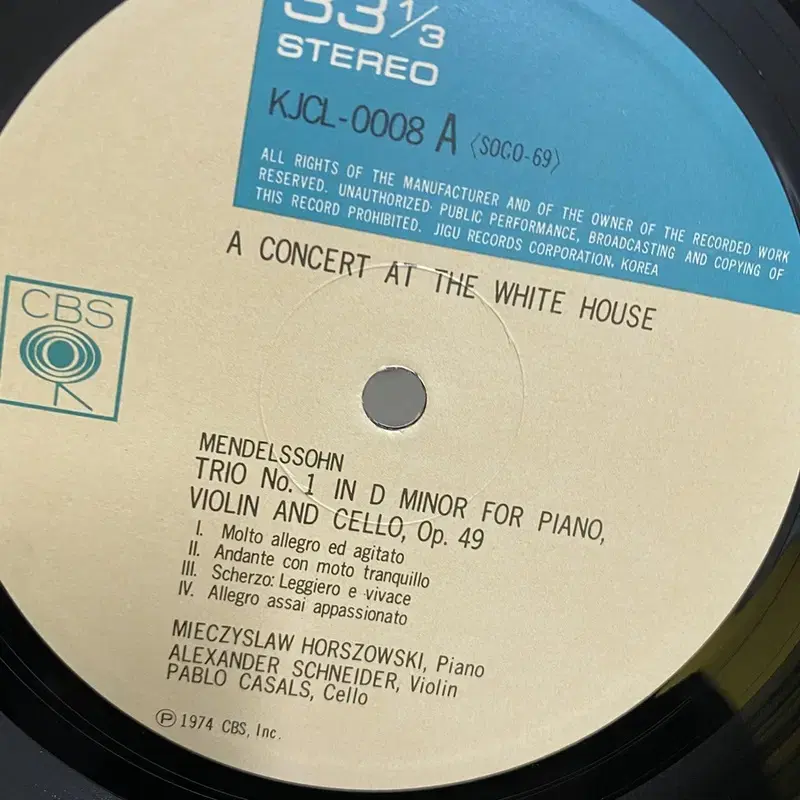 33 1/3
STEREO
KJCL-0008 A 〈SOCO-69〉
ALL RIGHTS OF THE MANUFACTURER AND OF THE OWNER OF THE RECORDED WORK
RESERVED. UNAUTHORIZED PUBLIC PERFORMANCE, BROADCASTING AND COPYING OF
THIS RECORD PROHIBITED. JIGU RECORDS CORPORATION, KOREA
A CONCERT AT THE WHITE HOUSE
CBS
MENDELSSOHN
TRIO No. 1 IN D MINOR FOR PIANO,
VIOLIN AND CELLO, Op. 49
I. Molto allegro ed agitato
II. Andante con moto tranquillo
III. Scherzo: Leggiero e vivace
IV. Allegro assai appassionato
MIECZYSLAW HORSZOWSKI, Piano
ALEXANDER SCHNEIDER, Violin
PABLO CASALS, Cello
Ⓟ 1974 CBS, Inc.